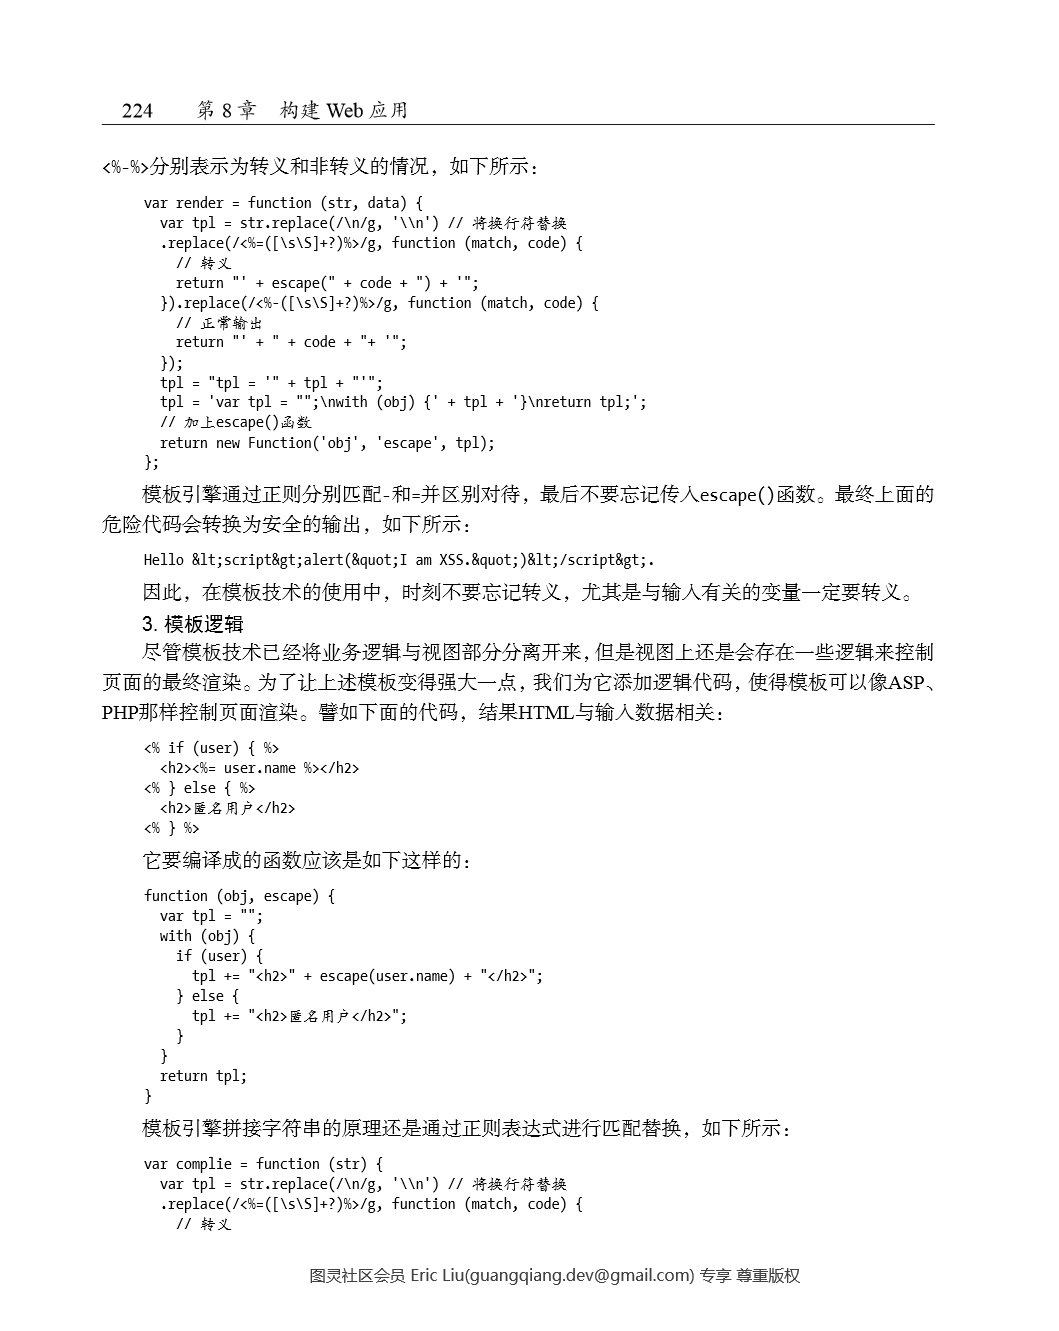 224 第 8 章 构建 Web 应用
<%-%>分别表示为转义和非转义的情况，如下所示：
var render = function (str, data) {
  var tpl = str.replace(/\n/g, '\\n') // 将换行符替换
  .replace(/<%=([\s\S]+?)%>/g, function (match, code) {
    // 转义
    return "' + escape(" + code + ") + '";
  }).replace(/<%-([\s\S]+?)%>/g, function (match, code) {
    // 正常输出
    return "' + " + code + "+ '";
  });
  tpl = "tpl = '" + tpl + "'";
  tpl = 'var tpl = "";\nwith (obj) {' + tpl + '}\nreturn tpl;';
  // 加上escape()函数
  return new Function('obj', 'escape', tpl);
};
模板引擎通过正则分别匹配-和=并区别对待，最后不要忘记传入escape()函数。最终上面的
危险代码会转换为安全的输出，如下所示：
Hello &lt;script&gt;alert(&quot;I am XSS.&quot;)&lt;/script&gt;.
因此，在模板技术的使用中，时刻不要忘记转义，尤其是与输入有关的变量一定要转义。
3. 模板逻辑
尽管模板技术已经将业务逻辑与视图部分分离开来，但是视图上还是会存在一些逻辑来控制
页面的最终渲染。为了让上述模板变得强大一点，我们为它添加逻辑代码，使得模板可以像ASP、
PHP那样控制页面渲染。譬如下面的代码，结果HTML与输入数据相关：
<% if (user) { %>
  <h2><%= user.name %></h2>
<% } else { %>
  <h2>匿名用户</h2>
<% } %>
它要编译成的函数应该是如下这样的：
function (obj, escape) {
  var tpl = "";
  with (obj) {
    if (user) {
      tpl += "<h2>" + escape(user.name) + "</h2>";
    } else {
      tpl += "<h2>匿名用户</h2>";
    }
  }
  return tpl;
}
模板引擎拼接字符串的原理还是通过正则表达式进行匹配替换，如下所示：
var complie = function (str) {
  var tpl = str.replace(/\n/g, '\\n') // 将换行符替换
  .replace(/<%=([\s\S]+?)%>/g, function (match, code) {
    // 转义
图灵社区会员 Eric Liu(guangqiang.dev@gmail.com) 专享 尊重版权